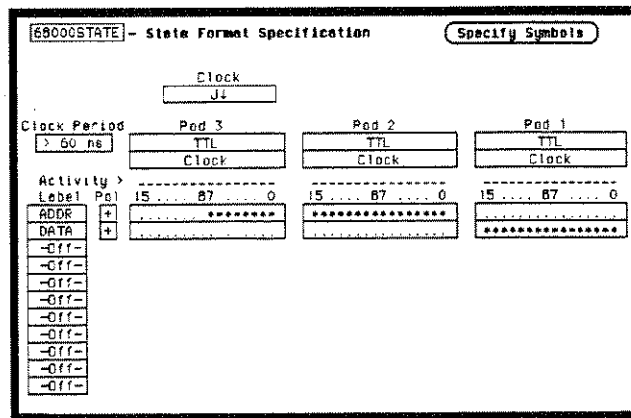 68000STATE - State Format Specification Specify Symbols
Clock
J↓
Clock Period Pod 3 Pod 2 Pod 1
> 60 ns TTL TTL TTL
Clock Clock Clock
Activity > ---------------- ---------------- ----------------
Label Pol 15 .... 87 .... 0 15 .... 87 .... 0 15 .... 87 .... 0
ADDR + ........******** **************** ................
DATA + ................ ................ ****************
-Off-
-Off-
-Off-
-Off-
-Off-
-Off-
-Off-
-Off-